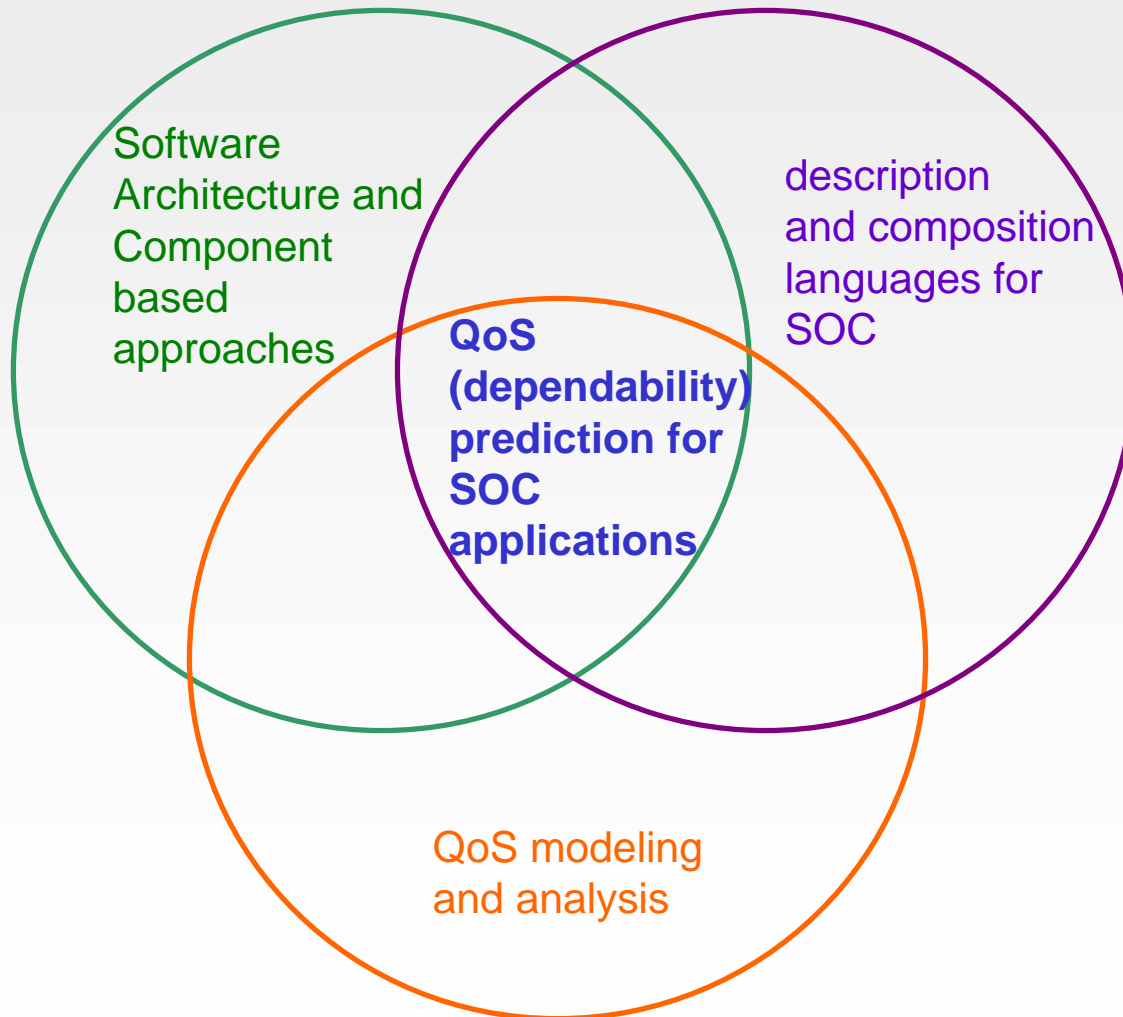 Software
Architecture and
Component
based
approaches
description
and composition
languages for
SOC
QoS
(dependability)
prediction for
SOC
applications
QoS modeling
and analysis